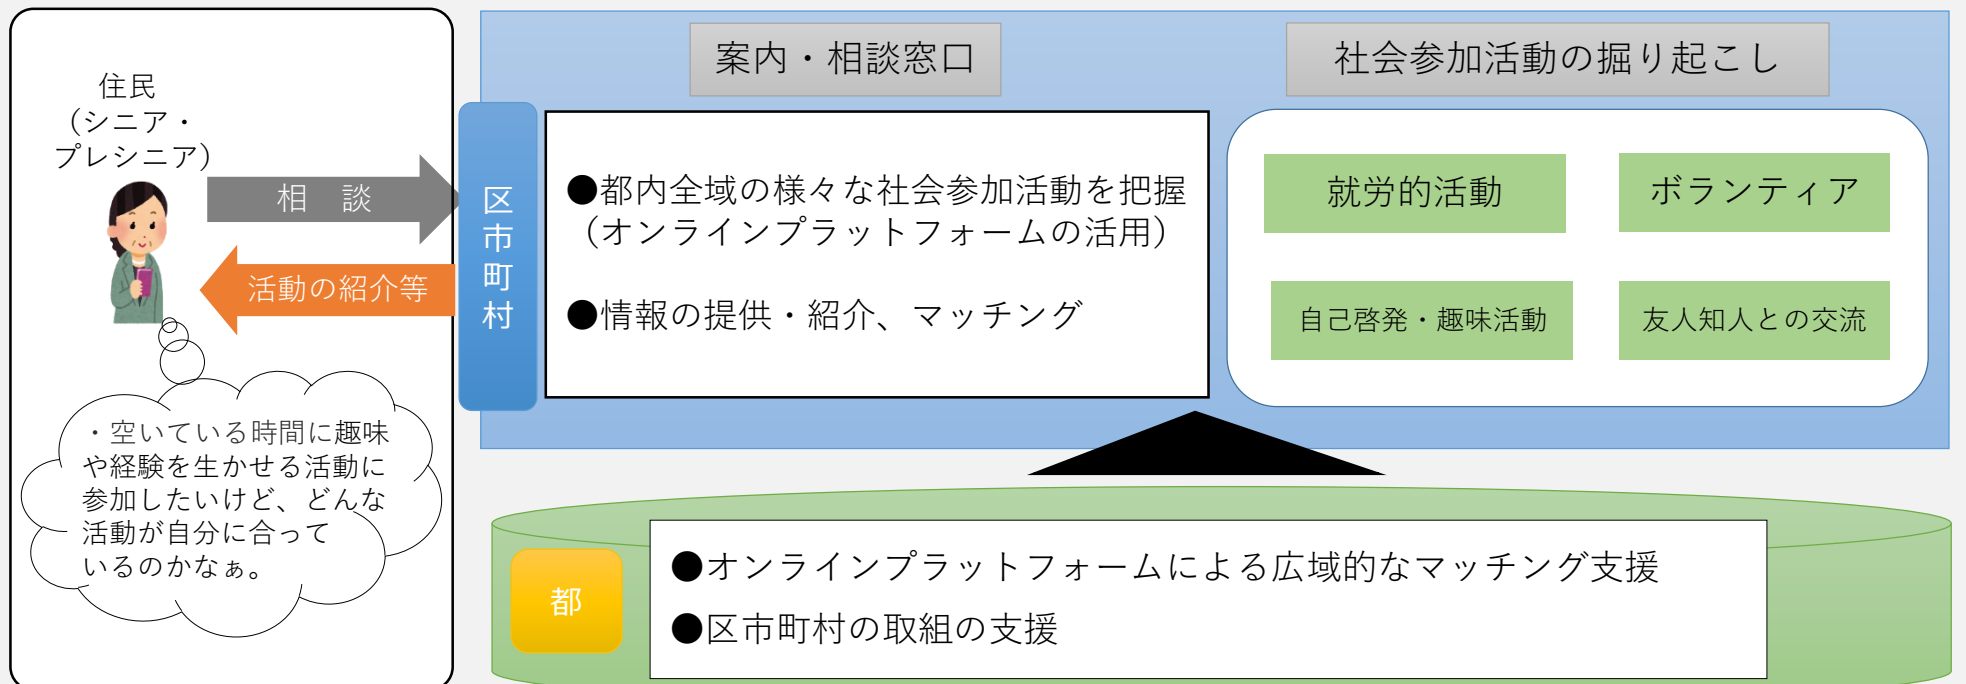 住民
（シニア・
プレシニア）
相　談
活動の紹介等
・空いている時間に趣味
や経験を生かせる活動に
参加したいけど、どんな
活動が自分に合って
いるのかなぁ。
区市町村
案内・相談窓口
●都内全域の様々な社会参加活動を把握
（オンラインプラットフォームの活用）
●情報の提供・紹介、マッチング
社会参加活動の掘り起こし
就労的活動
ボランティア
自己啓発・趣味活動
友人知人との交流
都
●オンラインプラットフォームによる広域的なマッチング支援
●区市町村の取組の支援